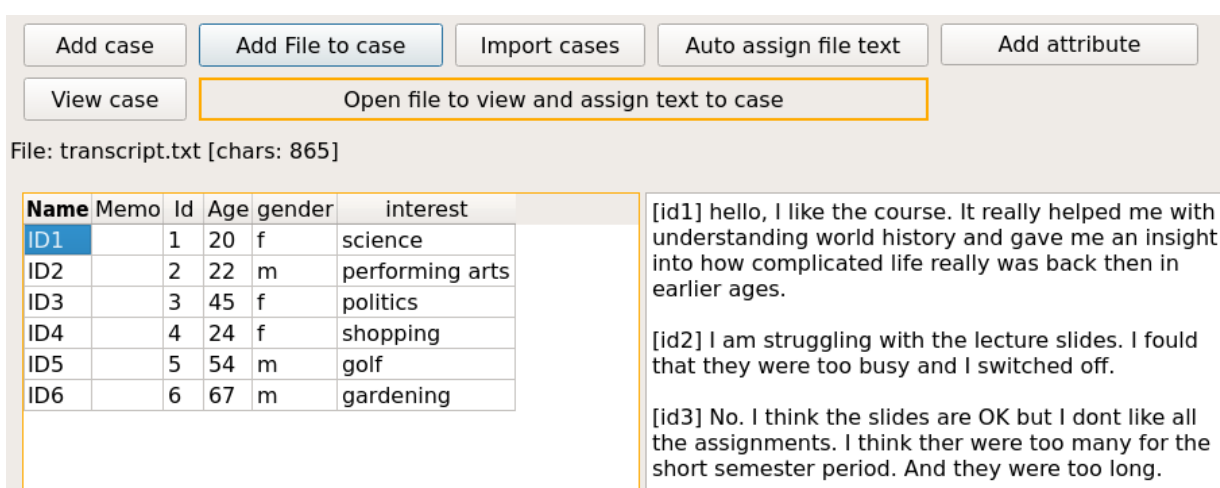 Add case Add File to case Import cases Auto assign file text Add attribute
View case Open file to view and assign text to case
File: transcript.txt [chars: 865]
Name Memo Id Age gender interest
ID1 1 20 f science
ID2 2 22 m performing arts
ID3 3 45 f politics
ID4 4 24 f shopping
ID5 5 54 m golf
ID6 6 67 m gardening
[id1] hello, I like the course. It really helped me with
understanding world history and gave me an insight
into how complicated life really was back then in
earlier ages.
[id2] I am struggling with the lecture slides. I fould
that they were too busy and I switched off.
[id3] No. I think the slides are OK but I dont like all
the assignments. I think ther were too many for the
short semester period. And they were too long.